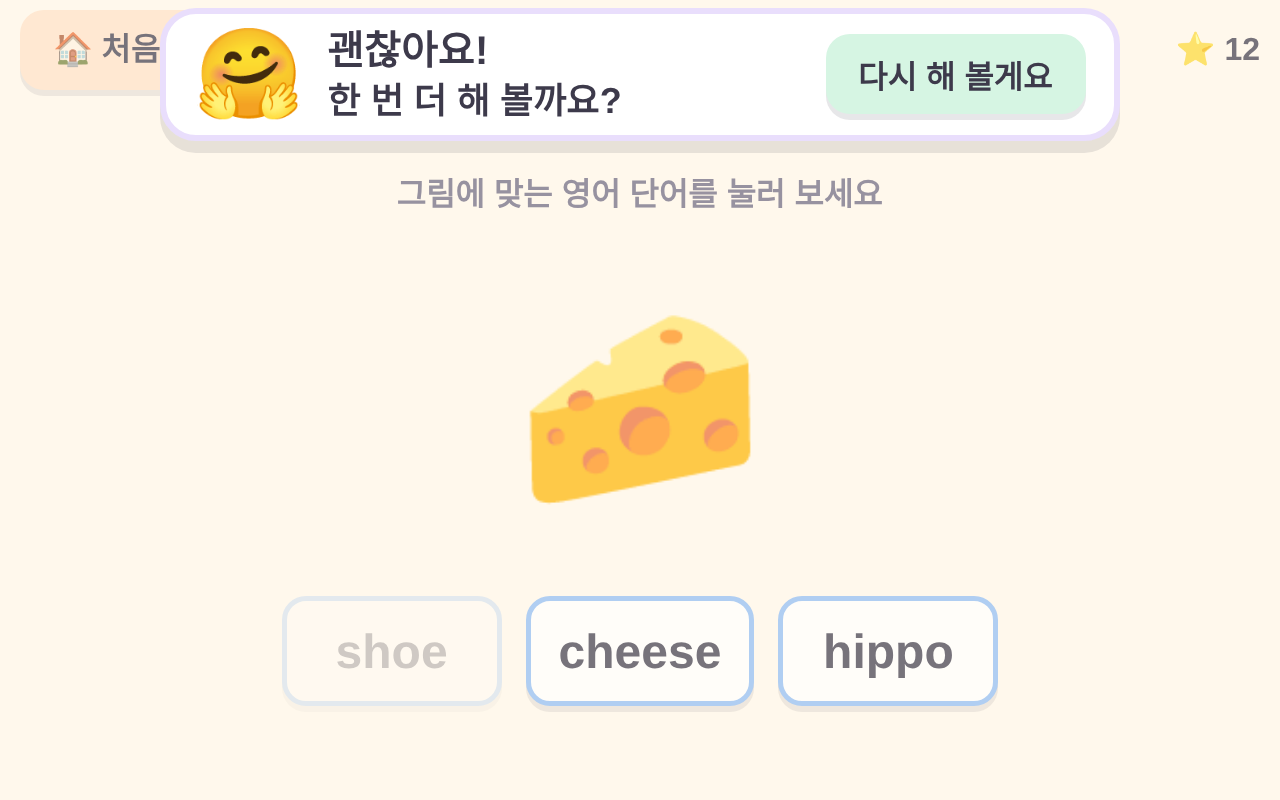 처음
괜찮아요!
한 번 더 해 볼까요?
다시 해 볼게요
12
그림에 맞는 영어 단어를 눌러 보세요
shoe
cheese
hippo